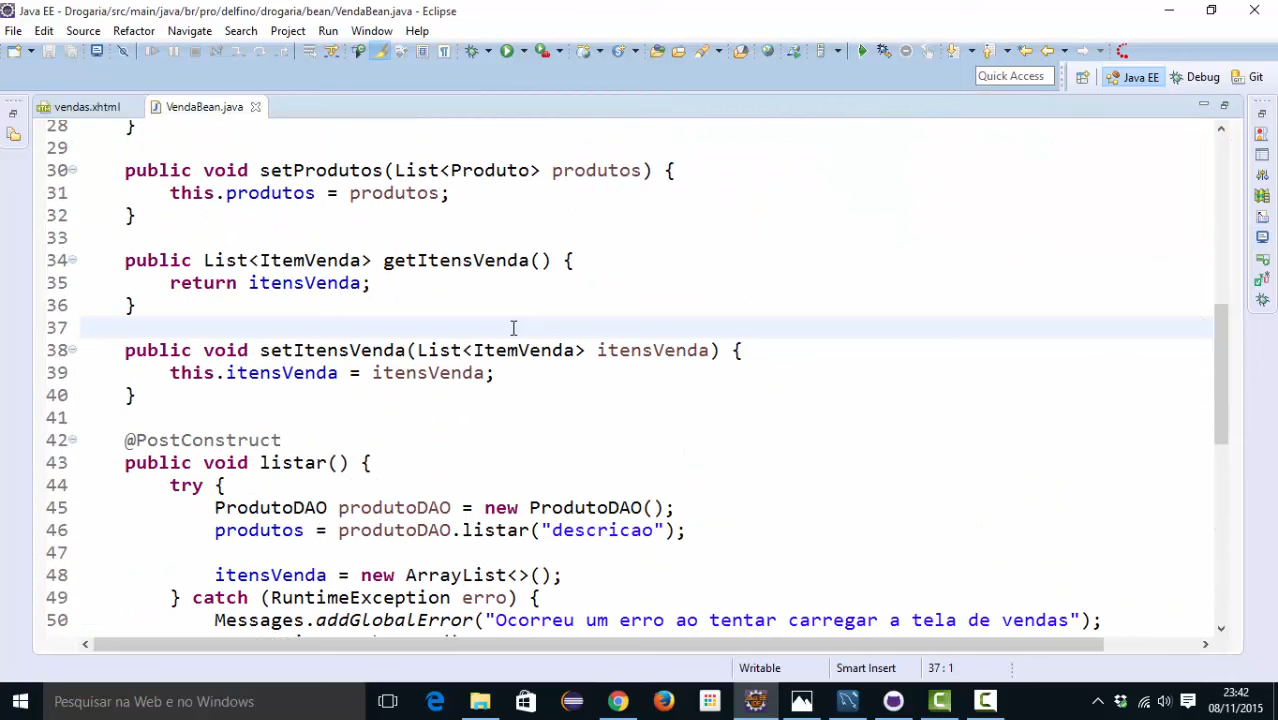 Java EE - Drogaria/src/main/java/br/pro/delfino/drogaria/bean/VendaBean.java - Eclipse
File Edit Source Refactor Navigate Search Project Run Window Help
Quick Access Java EE Debug Git
vendas.xhtml VendaBean.java
28 }
29
30 public void setProdutos(List<Produto> produtos) {
31 this.produtos = produtos;
32 }
33
34 public List<ItemVenda> getItensVenda() {
35 return itensVenda;
36 }
37
38 public void setItensVenda(List<ItemVenda> itensVenda) {
39 this.itensVenda = itensVenda;
40 }
41
42 @PostConstruct
43 public void listar() {
44 try {
45 ProdutoDAO produtoDAO = new ProdutoDAO();
46 produtos = produtoDAO.listar("descricao");
47
48 itensVenda = new ArrayList<>();
49 } catch (RuntimeException erro) {
50 Messages.addGlobalError("Ocorreu um erro ao tentar carregar a tela de vendas");
Writable Smart Insert 37 : 1
Pesquisar na Web e no Windows
23:42
08/11/2015